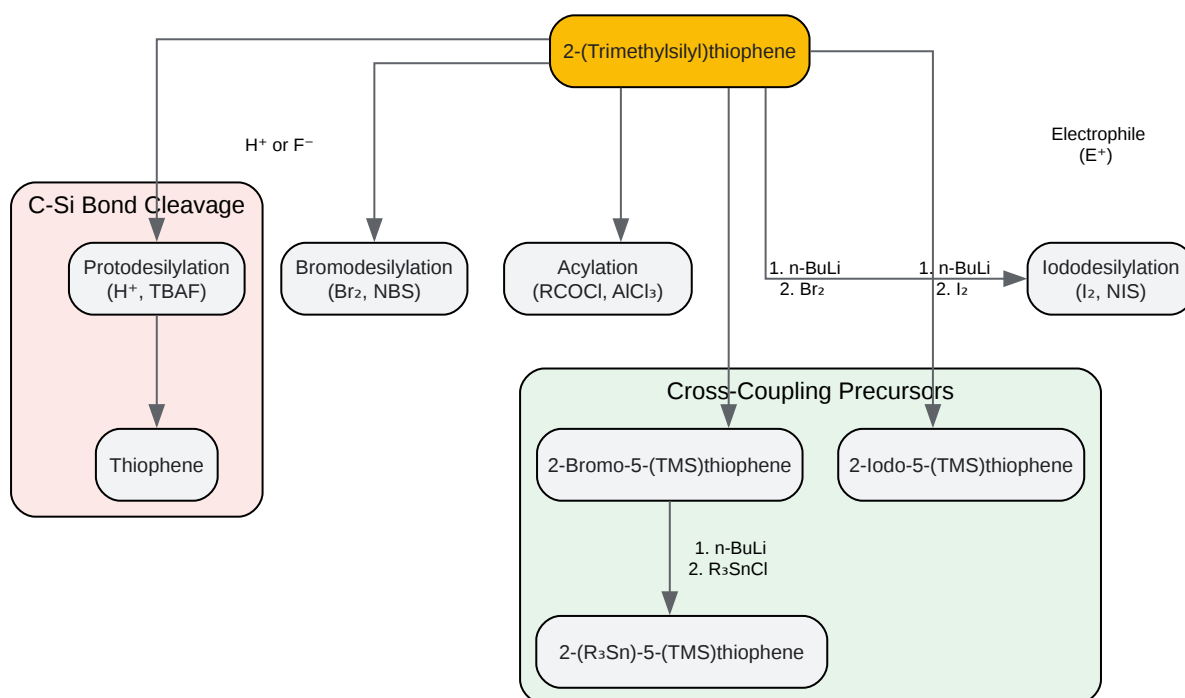 2-(Trimethylsilyl)thiophene
H⁺ or F⁻
Electrophile
(E⁺)
C-Si Bond Cleavage
Protodesilylation
(H⁺, TBAF)
Bromodesilylation
(Br₂, NBS)
Acylation
(RCOCl, AlCl₃)
1. n-BuLi
2. Br₂
1. n-BuLi
2. I₂
Iododesilylation
(I₂, NIS)
Cross-Coupling Precursors
Thiophene
2-Bromo-5-(TMS)thiophene
2-Iodo-5-(TMS)thiophene
1. n-BuLi
2. R₃SnCl
2-(R₃Sn)-5-(TMS)thiophene